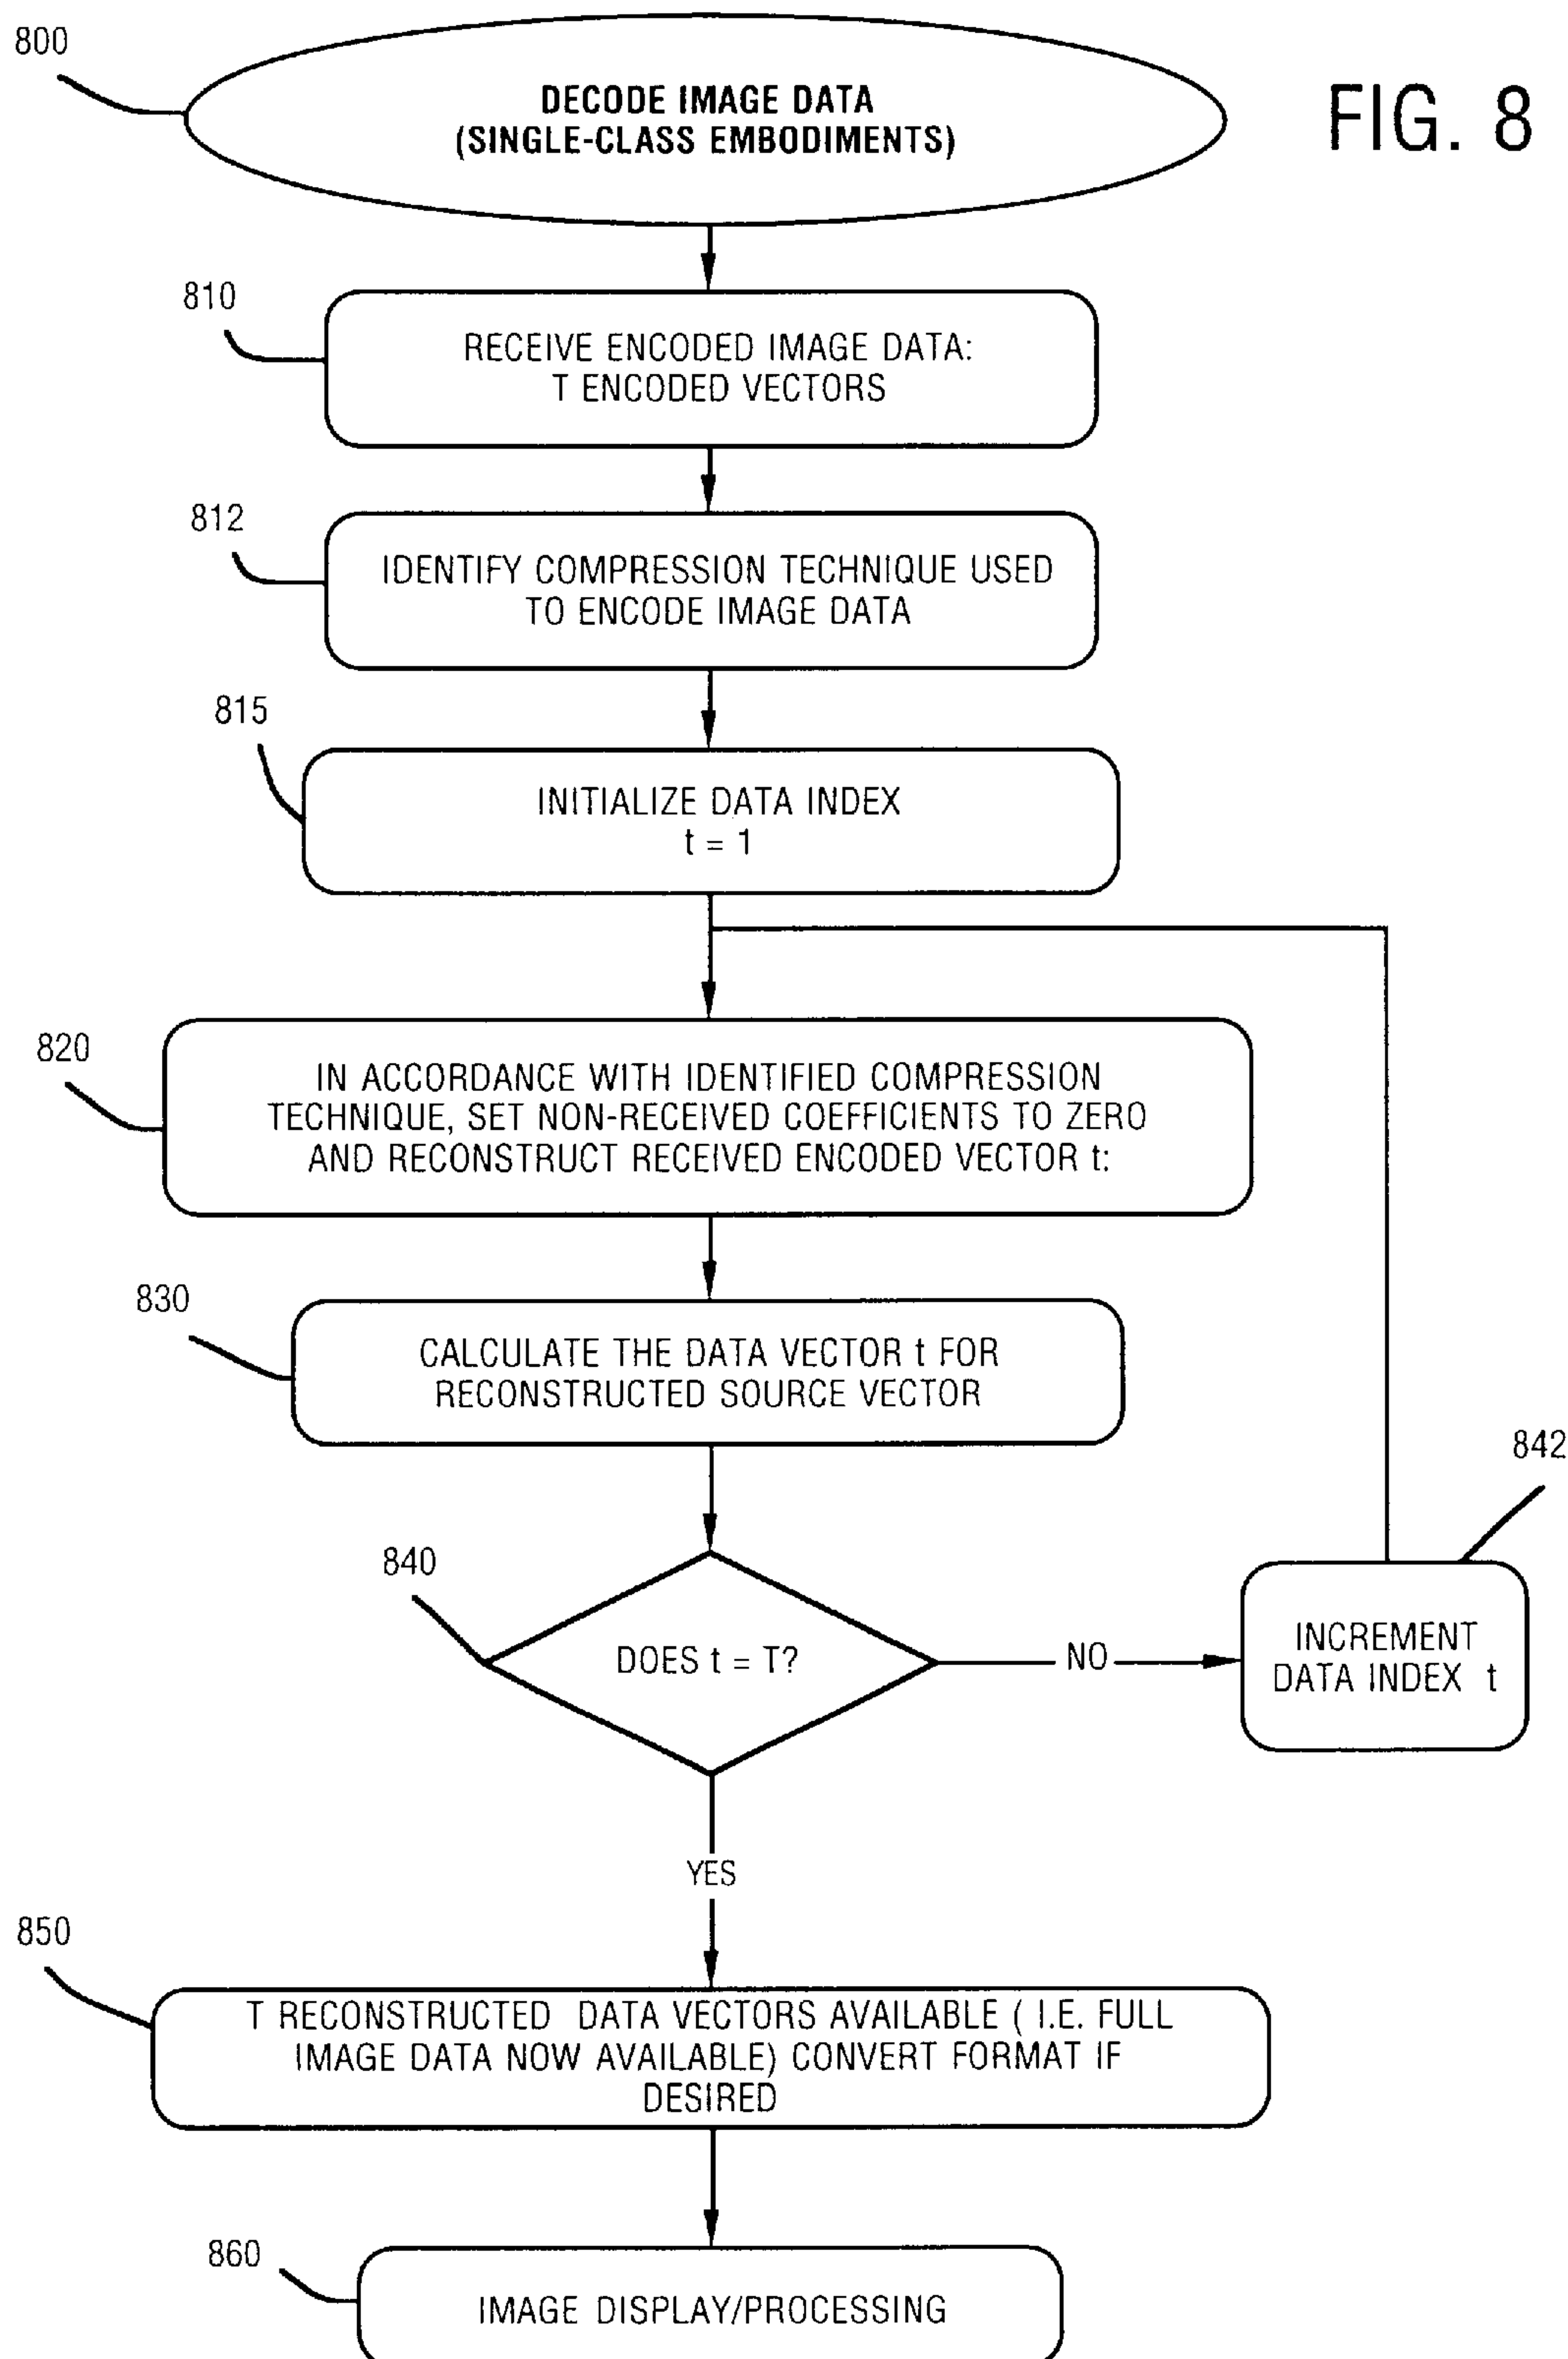 800
DECODE IMAGE DATA
(SINGLE-CLASS EMBODIMENTS)
FIG. 8
810
RECEIVE ENCODED IMAGE DATA:
T ENCODED VECTORS
812
IDENTIFY COMPRESSION TECHNIQUE USED
TO ENCODE IMAGE DATA
815
INITIALIZE DATA INDEX
t = 1
820
IN ACCORDANCE WITH IDENTIFIED COMPRESSION
TECHNIQUE, SET NON-RECEIVED COEFFICIENTS TO ZERO
AND RECONSTRUCT RECEIVED ENCODED VECTOR t:
830
CALCULATE THE DATA VECTOR t FOR
RECONSTRUCTED SOURCE VECTOR
840
DOES t = T?
NO
842
INCREMENT
DATA INDEX t
YES
850
T RECONSTRUCTED DATA VECTORS AVAILABLE ( I.E. FULL
IMAGE DATA NOW AVAILABLE) CONVERT FORMAT IF
DESIRED
860
IMAGE DISPLAY/PROCESSING